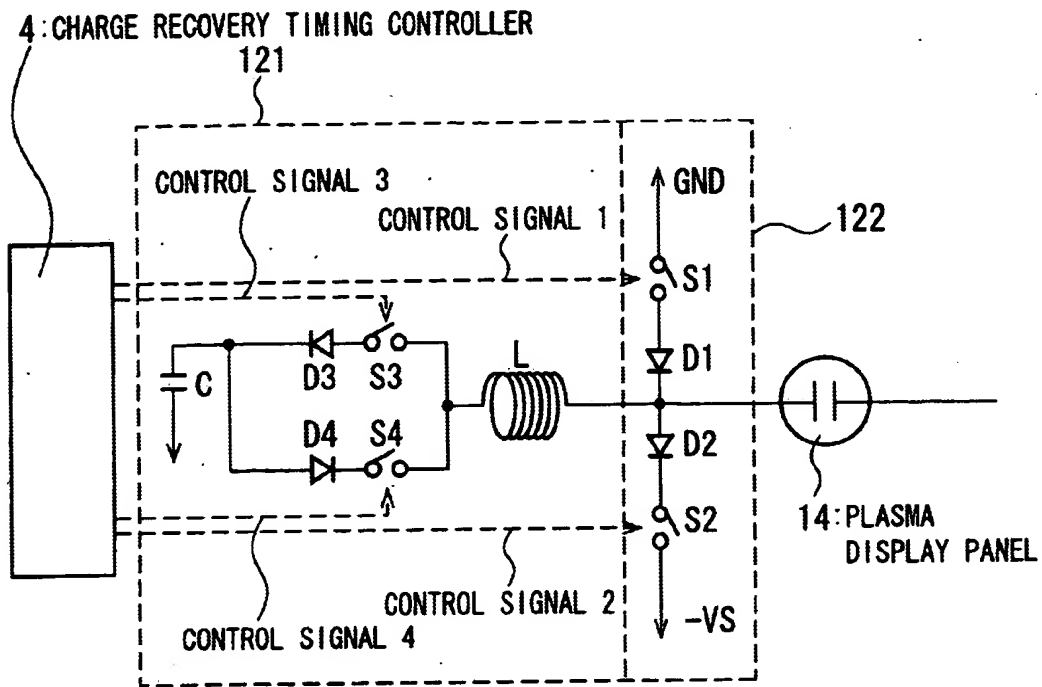 4:CHARGE RECOVERY TIMING CONTROLLER
121
CONTROL SIGNAL 3
CONTROL SIGNAL 1
GND
122
S1
D1
L
C
D3
S3
D4
S4
D2
S2
14:PLASMA
DISPLAY PANEL
CONTROL SIGNAL 2
-VS
CONTROL SIGNAL 4